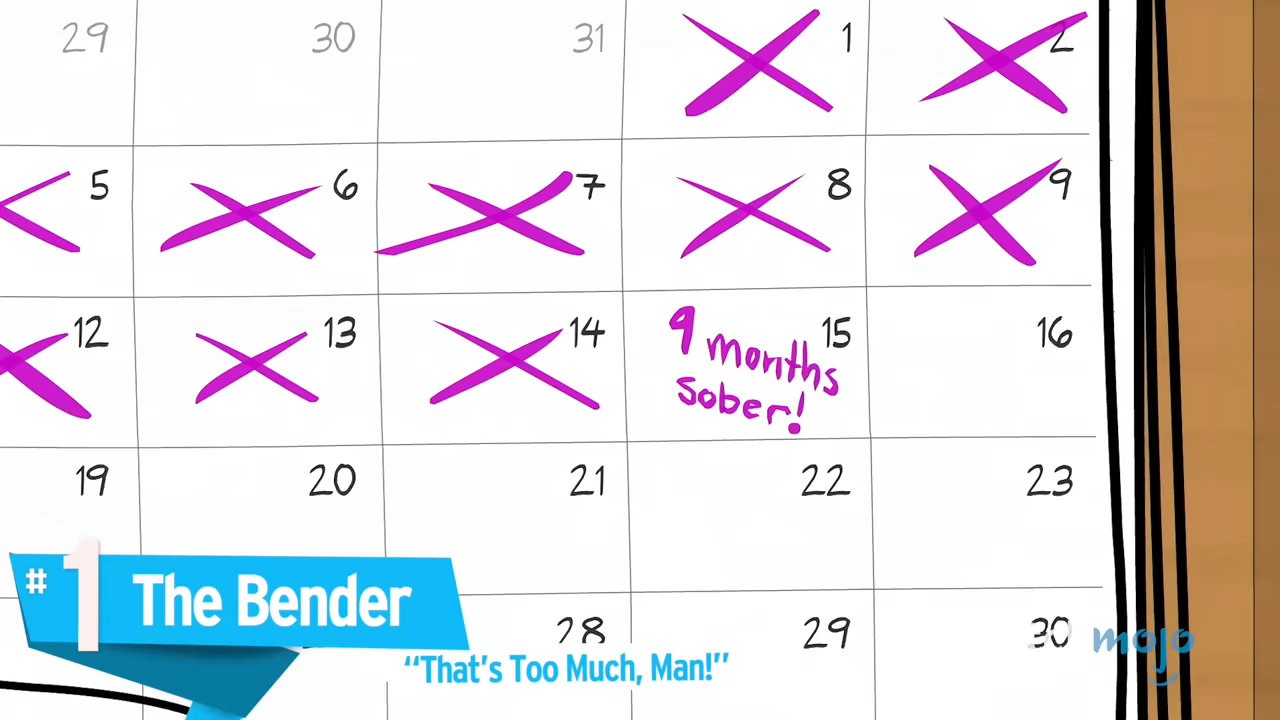 29 30 31 1 2
5 6 7 8 9
12 13 14 15 16
9 months
sober!
19 20 21 22 23
28 29 30
#1 The Bender
“That's Too Much, Man!”
mojo